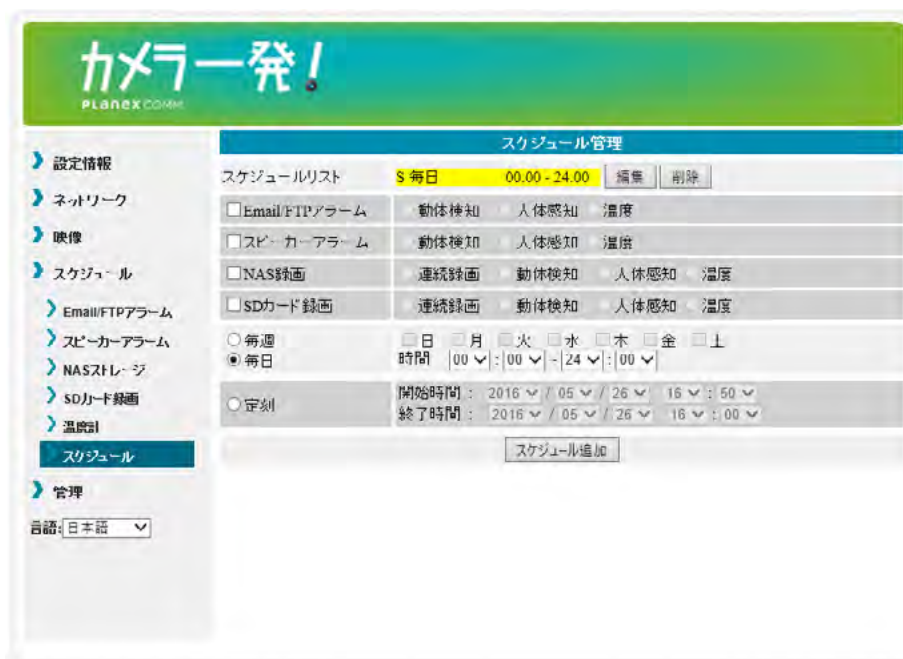 カメラ一発！
PLANEX COMM
スケジュール管理
設定情報
ネットワーク
映像
スケジュール
Email/FTPアラーム
スピーカーアラーム
NASストレージ
SDカード録画
温度計
スケジュール
管理
言語: 日本語
スケジュールリスト S 毎日 00.00 - 24.00 編集 削除
Email/FTPアラーム 動体検知 人体感知 温度
スピーカーアラーム 動体検知 人体感知 温度
NAS録画 連続録画 動体検知 人体感知 温度
SDカード録画 連続録画 動体検知 人体感知 温度
毎週 日 月 火 水 木 金 土
毎日 時間 00 : 00 - 24 : 00
定刻 開始時間 : 2016 / 05 / 26 16 : 50
終了時間 : 2016 / 05 / 26 16 : 00
スケジュール追加